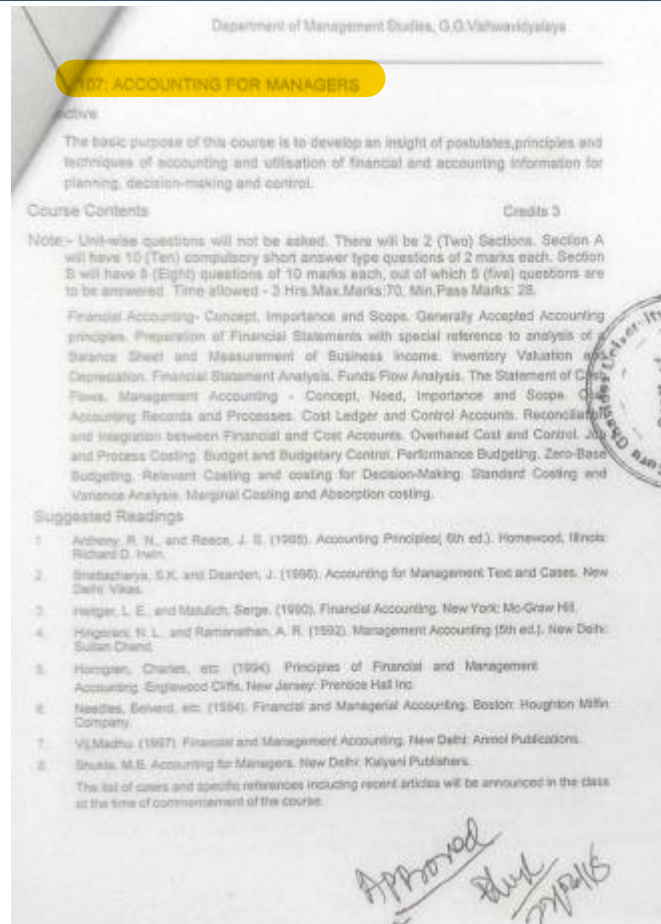 Department of Management Studies, G.G.Vishwavidyalaya
107: ACCOUNTING FOR MANAGERS
ective
The basic purpose of this course is to develop an insight of postulates,principles and
techniques of accounting and utilisation of financial and accounting information for
planning, decision-making and control.
Course Contents Credits 3
Note:- Unit-wise questions will not be asked. There will be 2 (Two) Sections. Section A
will have 10 (Ten) compulsory short answer type questions of 2 marks each. Section
B will have 8 (Eight) questions of 10 marks each, out of which 5 (five) questions are
to be answered. Time allowed - 3 Hrs.Max.Marks:70, Min.Pass Marks: 28.
Financial Accounting- Concept, Importance and Scope. Generally Accepted Accounting
principles. Preparation of Financial Statements with special reference to analysis of
Balance Sheet and Measurement of Business Income. Inventory Valuation
Depreciation. Financial Statement Analysis. Funds Flow Analysis. The Statement of
Flows. Management Accounting - Concept, Need, Importance and Scope.
Accounting Records and Processes. Cost Ledger and Control Accounts. Reconciliation
and Integration between Financial and Cost Accounts. Overhead Cost and Control.
and Process Costing. Budget and Budgetary Control. Performance Budgeting. Zero-Base
Budgeting. Relevant Costing and costing for Decision-Making. Standard Costing and
Variance Analysis. Marginal Costing and Absorption costing.
Suggested Readings
1. Anthony, R. N., and Reece, J. S. (1995). Accounting Principles( 6th ed.). Homewood, Illinois:
Richard D. Irwin.
2. Bhattacharya, S.K. and Dearden, J. (1996). Accounting for Management Text and Cases. New
Delhi: Vikas.
3. Heitger, L. E., and Matulich, Serge. (1990). Financial Accounting. New York: Mc-Graw Hill.
4. Hingorani, N. L., and Ramanathan, A. R. (1992). Management Accounting (5th ed.). New Delhi:
Sultan Chand.
5. Horngren, Charles, etc. (1994). Principles of Financial and Management
Accounting. Englewood Cliffs, New Jersey: Prentice Hall Inc.
6. Needles, Belverd, etc. (1994). Financial and Managerial Accounting. Boston: Houghton Mifflin
Company.
7. Vij,Madhu. (1997). Financial and Management Accounting. New Delhi: Anmol Publications.
8. Shukla, M.B. Accounting for Managers. New Delhi: Kalyani Publishers.
The list of cases and specific references including recent articles will be announced in the class
at the time of commencement of the course.
Approved